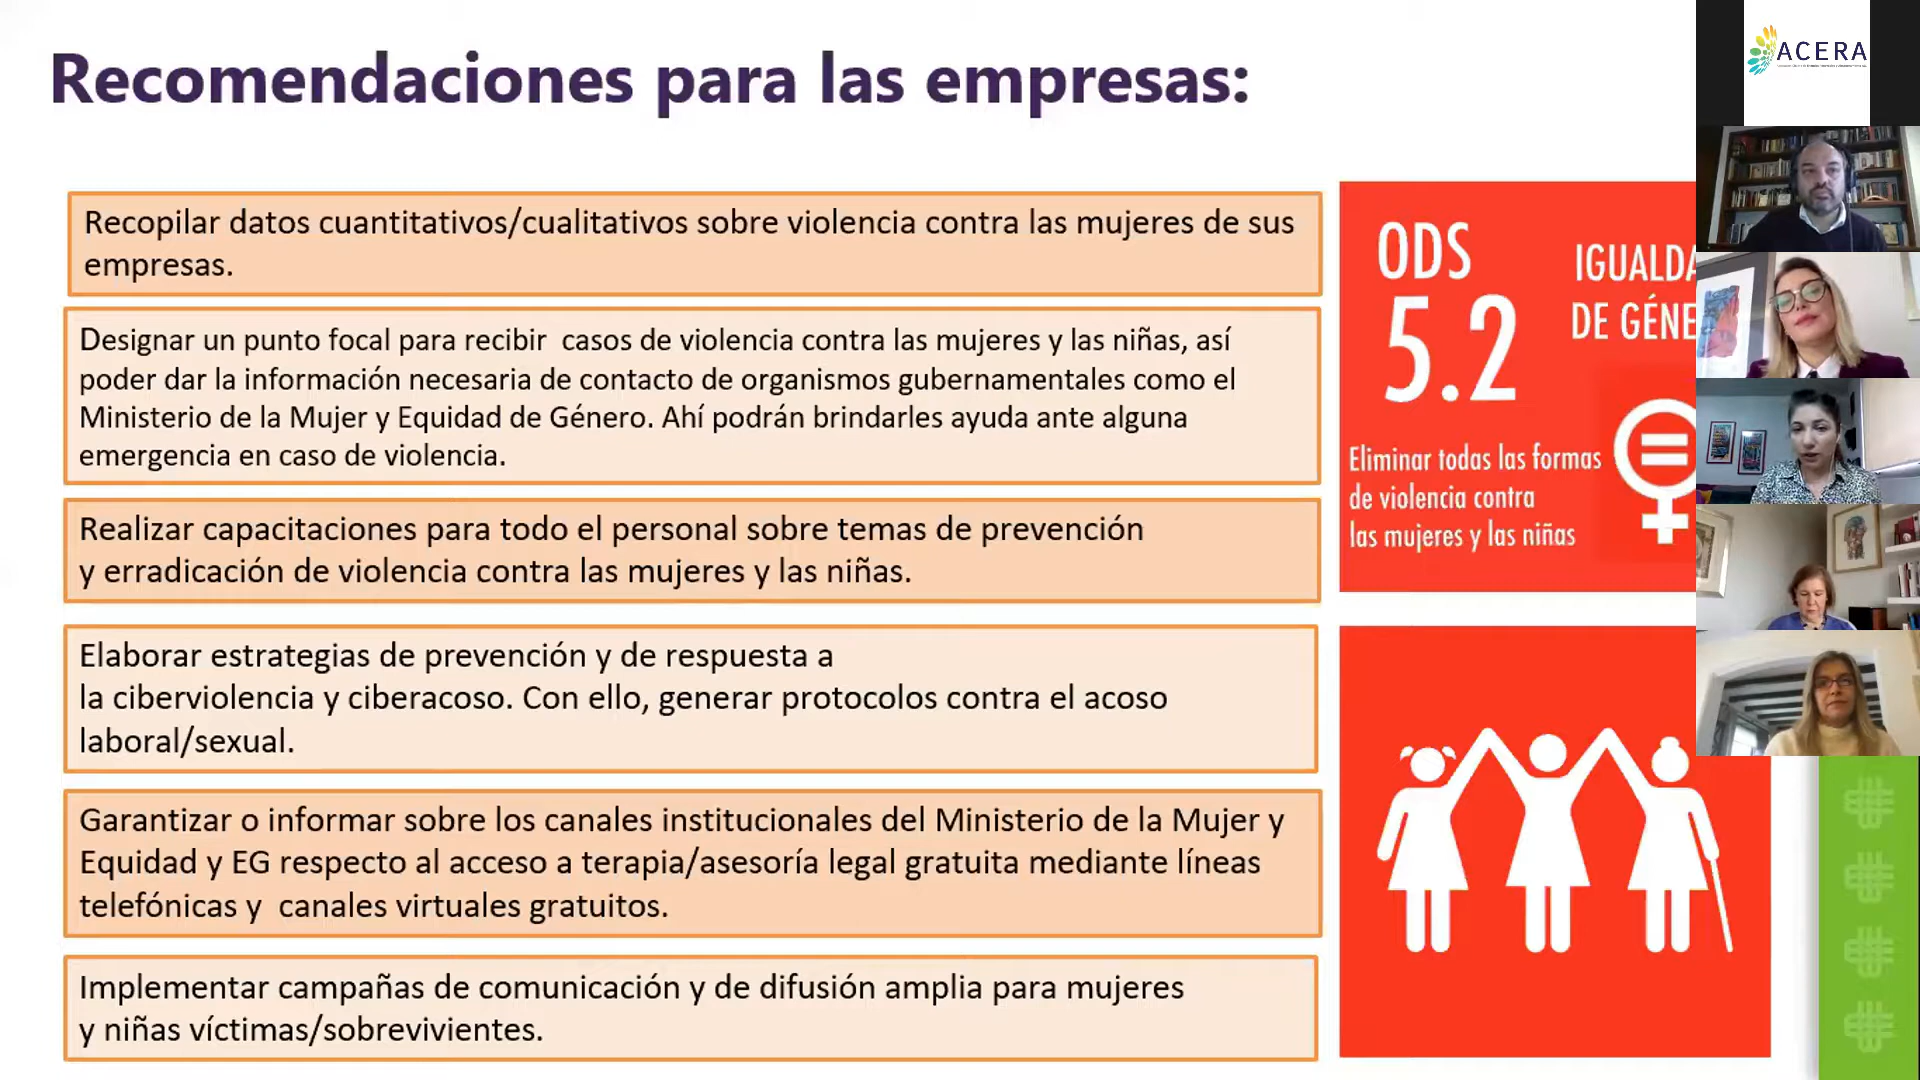 Recomendaciones para las empresas:
Recopilar datos cuantitativos/cualitativos sobre violencia contra las mujeres de sus
empresas.
Designar un punto focal para recibir casos de violencia contra las mujeres y las niñas, así
poder dar la información necesaria de contacto de organismos gubernamentales como el
Ministerio de la Mujer y Equidad de Género. Ahí podrán brindarles ayuda ante alguna
emergencia en caso de violencia.
Realizar capacitaciones para todo el personal sobre temas de prevención
y erradicación de violencia contra las mujeres y las niñas.
Elaborar estrategias de prevención y de respuesta a
la ciberviolencia y ciberacoso. Con ello, generar protocolos contra el acoso
laboral/sexual.
Garantizar o informar sobre los canales institucionales del Ministerio de la Mujer y
Equidad y EG respecto al acceso a terapia/asesoría legal gratuita mediante líneas
telefónicas y canales virtuales gratuitos.
Implementar campañas de comunicación y de difusión amplia para mujeres
y niñas víctimas/sobrevivientes.
ODS
5.2
IGUALDA
DE GÉNE
Eliminar todas las formas
de violencia contra
las mujeres y las niñas
ACERA